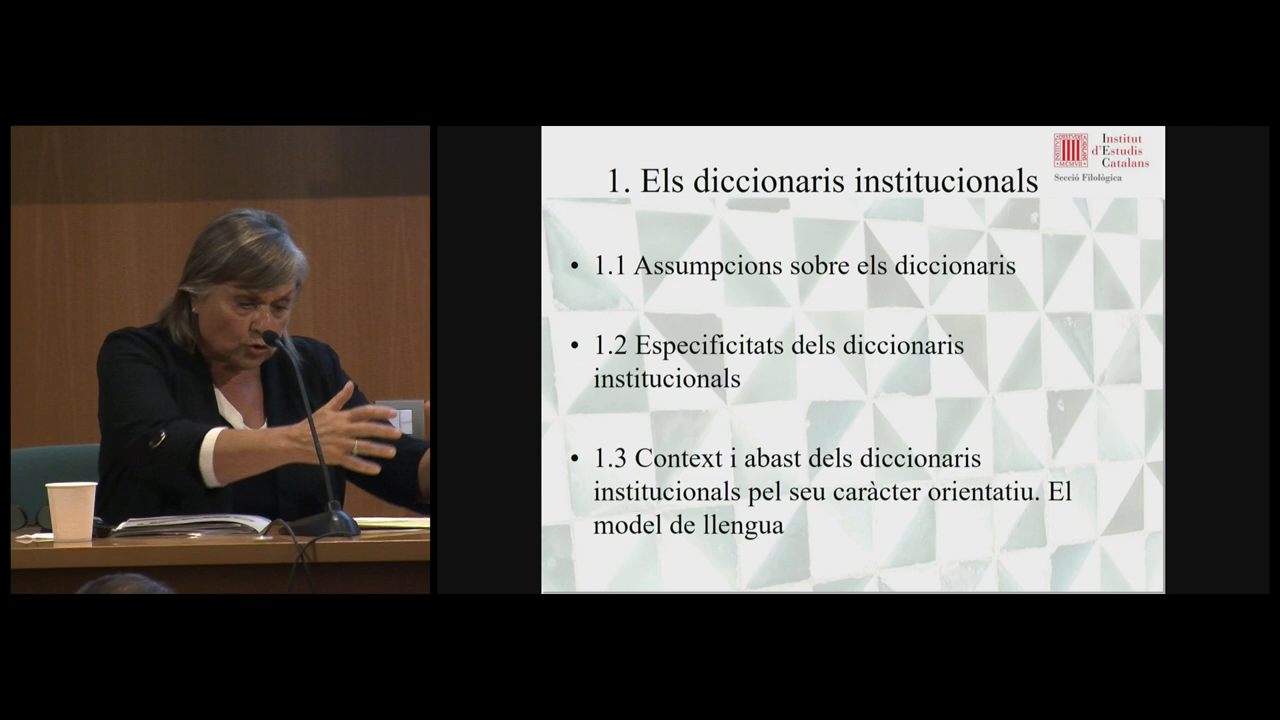 Institut
d'Estudis
Catalans
Secció Filològica
1. Els diccionaris institucionals
• 1.1 Assumpcions sobre els diccionaris
• 1.2 Especificitats dels diccionaris
institucionals
• 1.3 Context i abast dels diccionaris
institucionals pel seu caràcter orientatiu. El
model de llengua